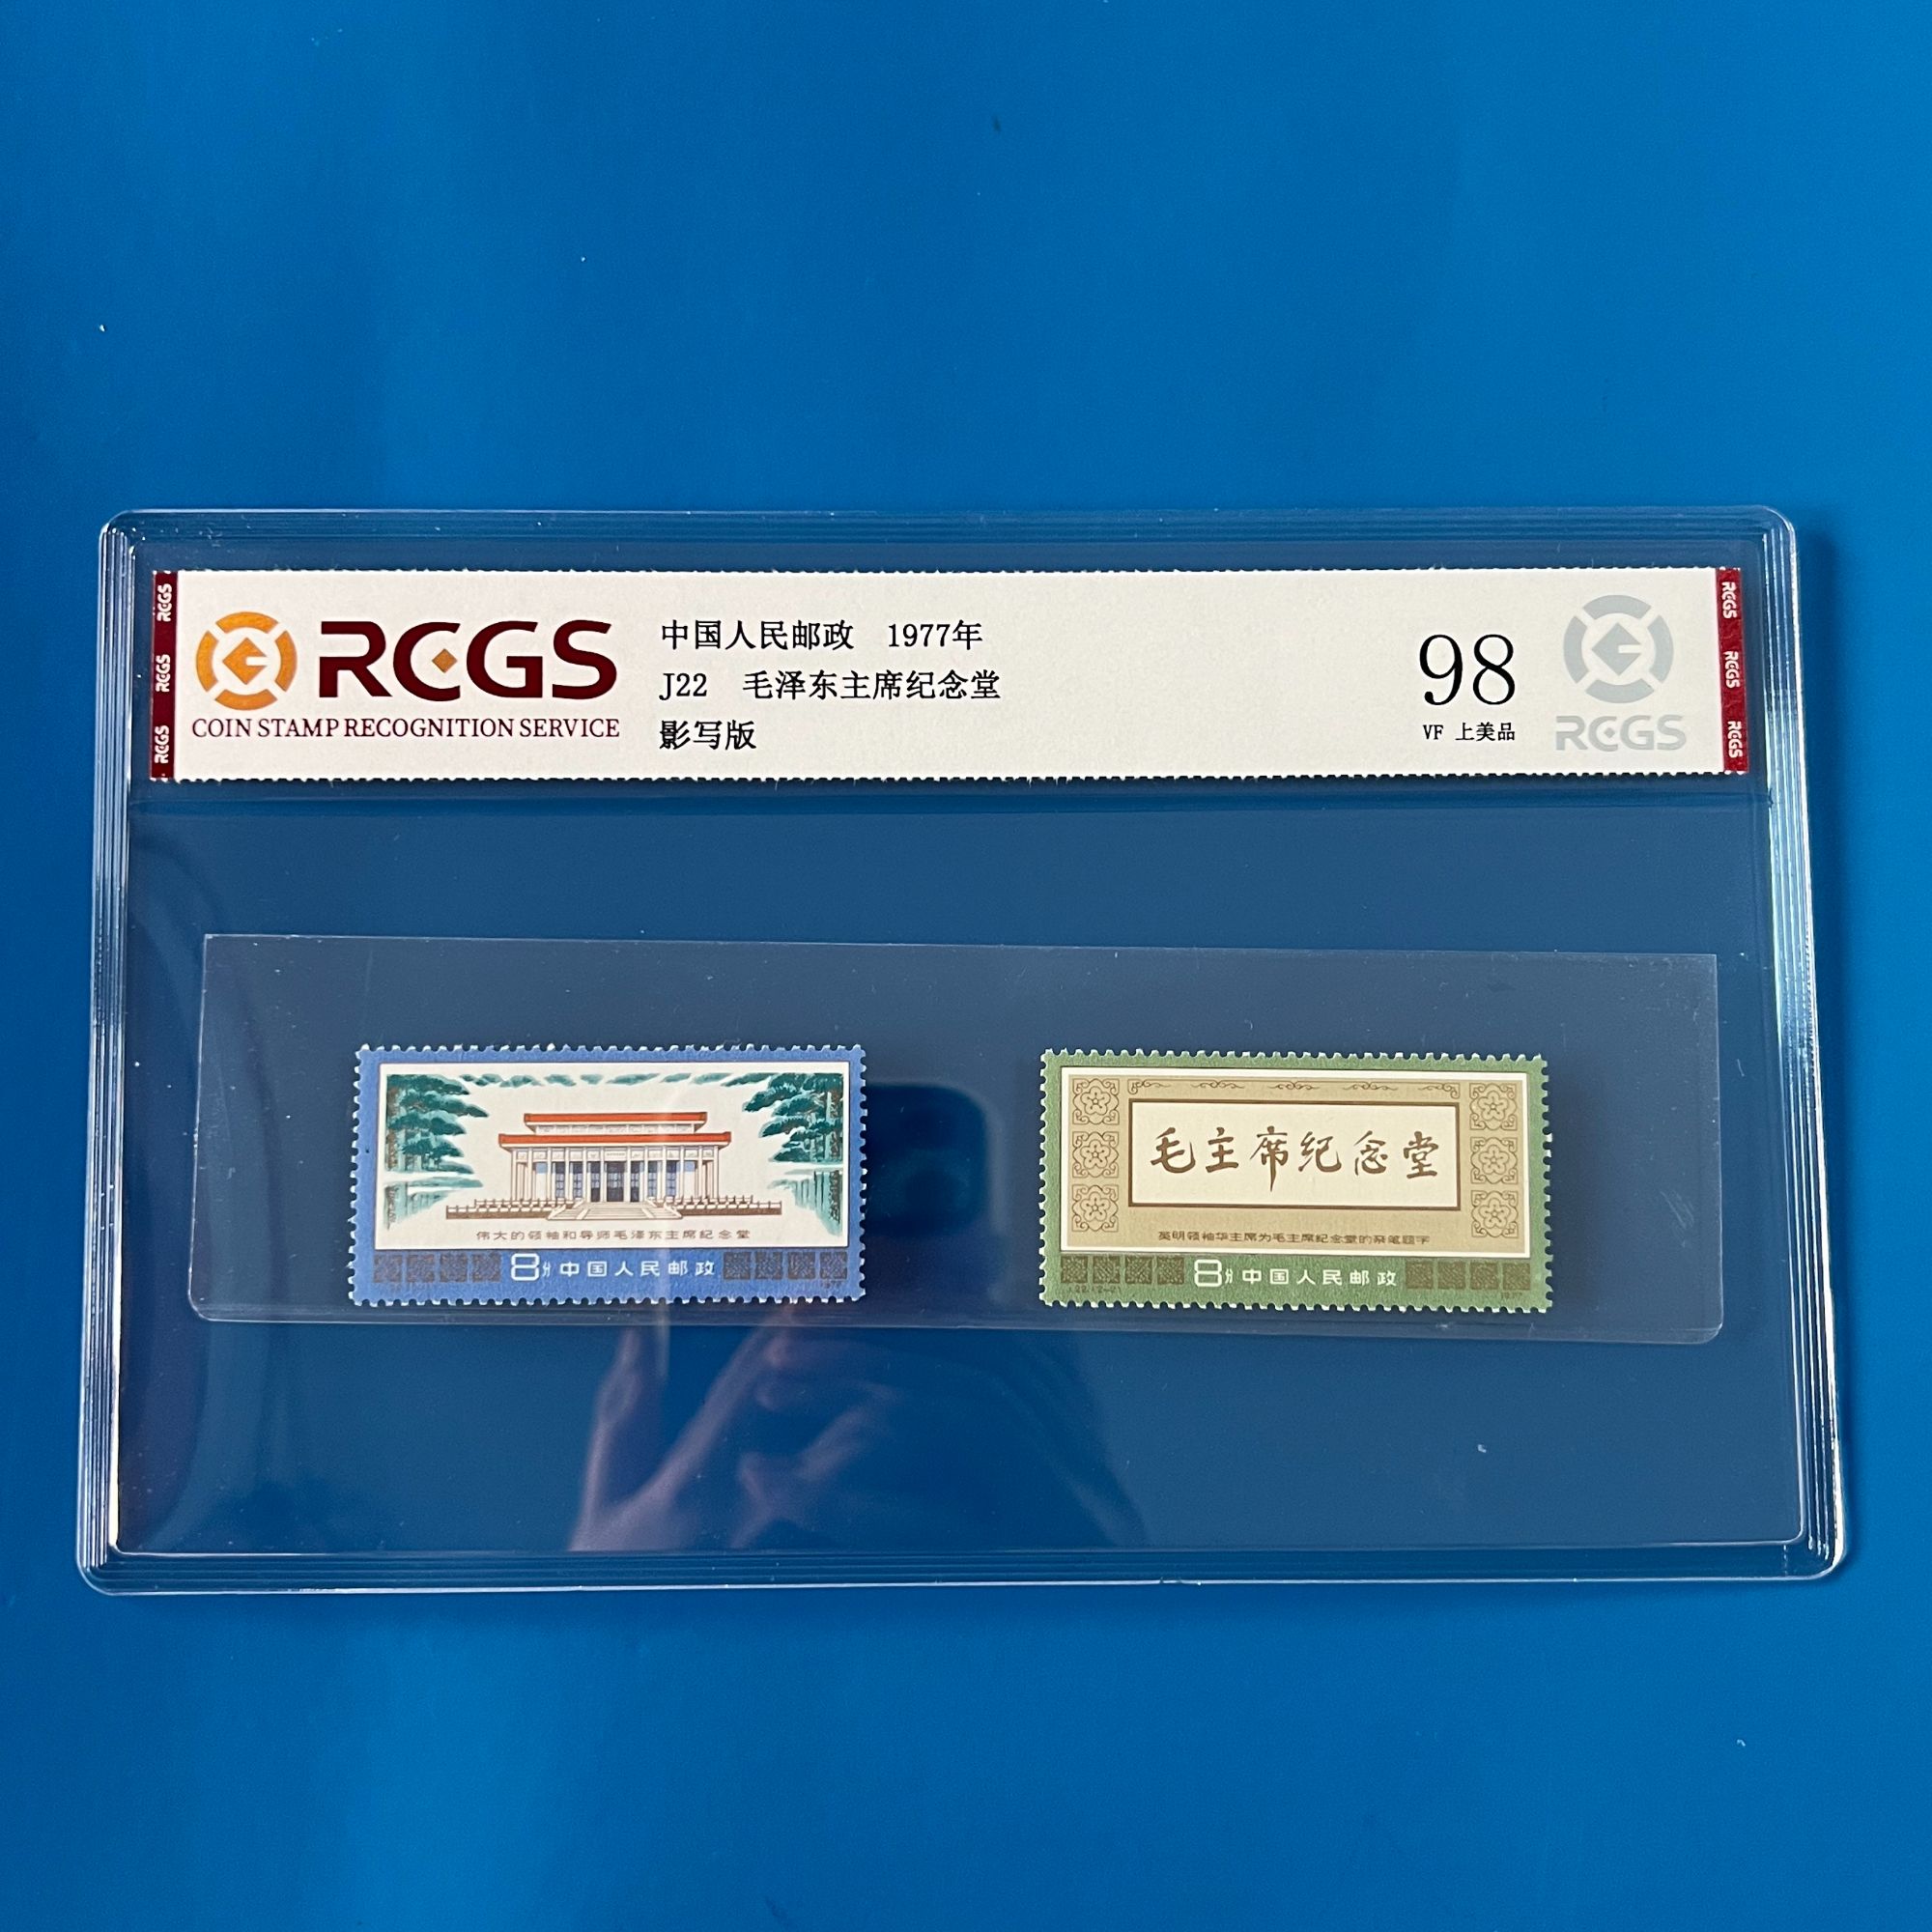 RCGS
COIN STAMP RECOGNITION SERVICE
中国人民邮政 1977年
J22 毛泽东主席纪念堂
影写版
98
VF 上美品
RCGS
RCGS
RCGS
RCGS
RCGS
RCGS
RCGS
伟大的领袖和导师毛泽东主席纪念堂
8分 中国人民邮政
毛主席纪念堂
英明领袖华主席为毛主席纪念堂的亲笔题字
8分 中国人民邮政
1977